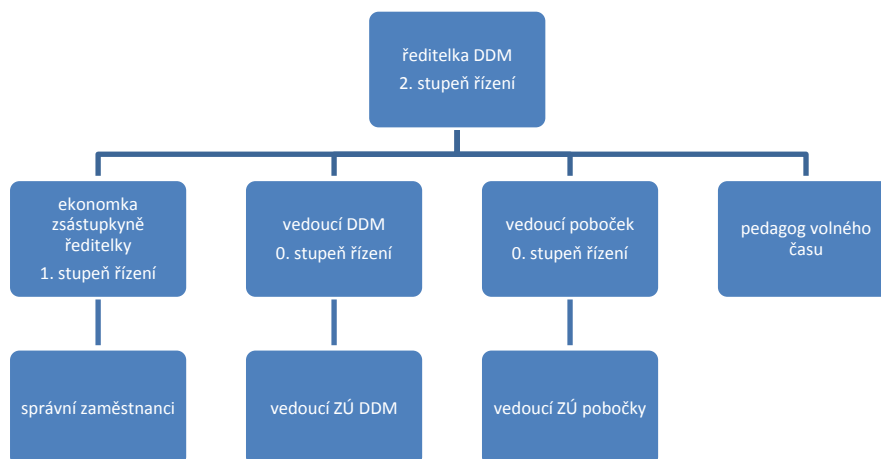 ředitelka DDM
2. stupeň řízení
ekonomka
zsástupkyně
ředitelky
1. stupeň řízení
vedoucí DDM
0. stupeň řízení
vedoucí poboček
0. stupeň řízení
pedagog volného
času
správní zaměstnanci
vedoucí ZÚ DDM
vedoucí ZÚ pobočky